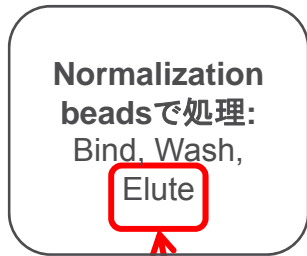 Normalization
beadsで処理:
Bind, Wash,
Elute